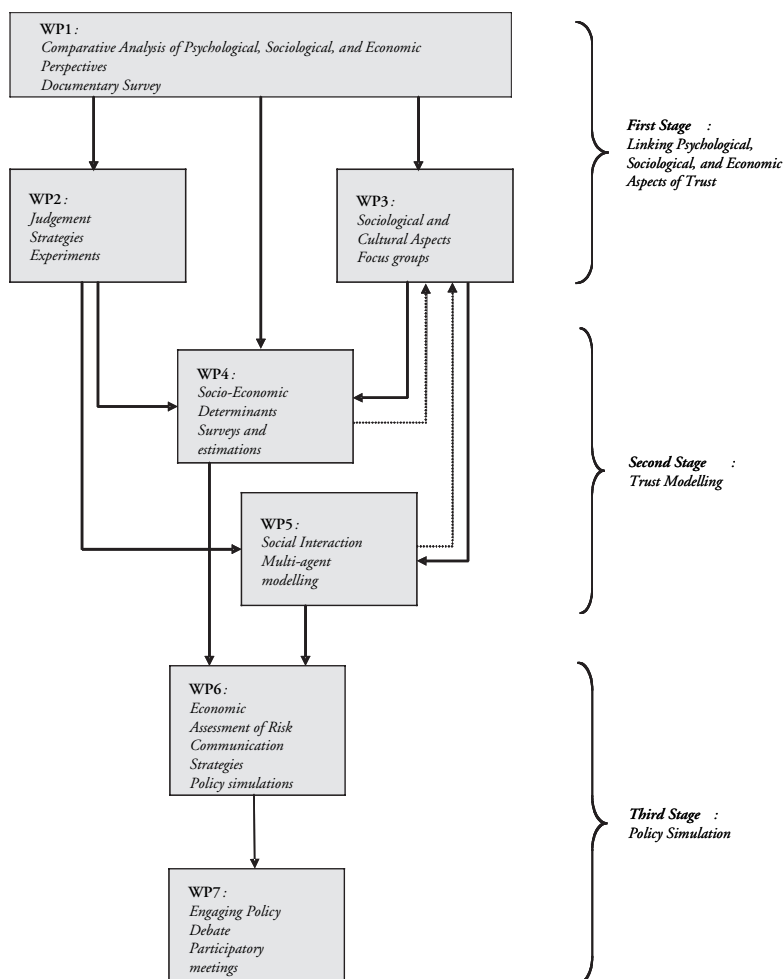 WP1 :
Comparative Analysis of Psychological, Sociological, and Economic
Perspectives
Documentary Survey
First Stage :
Linking Psychological,
Sociological, and Economic
Aspects of Trust
WP2 :
Judgement
Strategies
Experiments
WP3 :
Sociological and
Cultural Aspects
Focus groups
WP4 :
Socio-Economic
Determinants
Surveys and
estimations
Second Stage :
Trust Modelling
WP5 :
Social Interaction
Multi-agent
modelling
WP6 :
Economic
Assessment of Risk
Communication
Strategies
Policy simulations
Third Stage :
Policy Simulation
WP7 :
Engaging Policy
Debate
Participatory
meetings